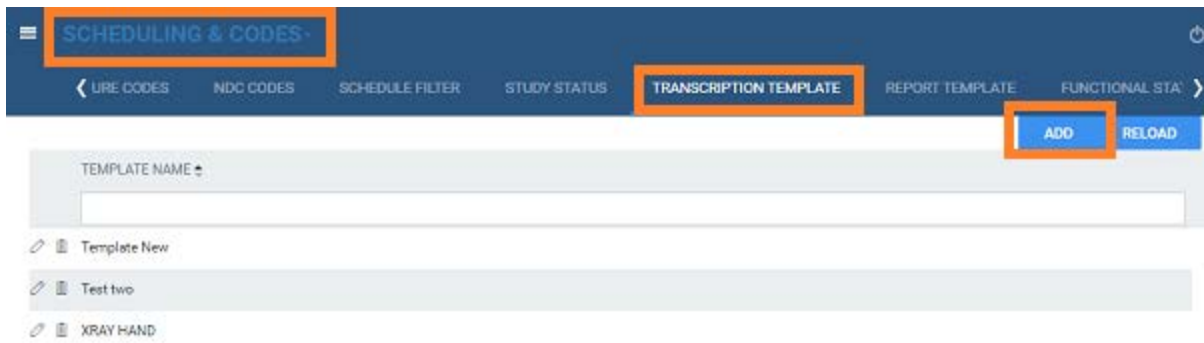 SCHEDULING & CODES
URE CODES NDC CODES SCHEDULE FILTER STUDY STATUS TRANSCRIPTION TEMPLATE REPORT TEMPLATE FUNCTIONAL STA
ADD RELOAD
TEMPLATE NAME
Template New
Test two
XRAY HAND